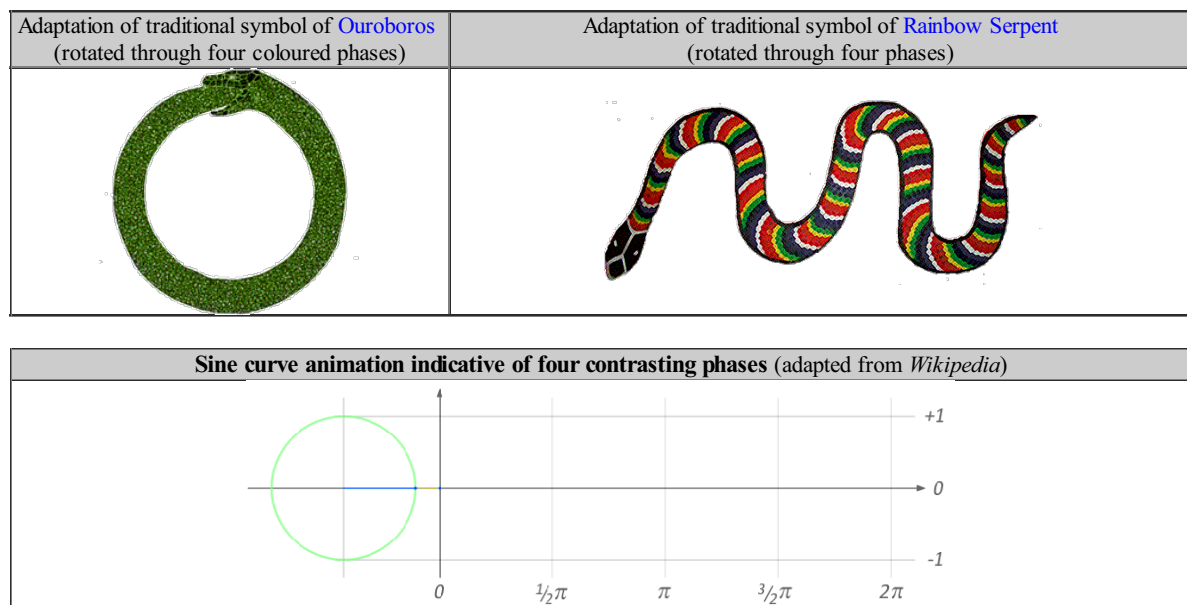 Adaptation of traditional symbol of Ouroboros
(rotated through four coloured phases)
Adaptation of traditional symbol of Rainbow Serpent
(rotated through four phases)
Sine curve animation indicative of four contrasting phases (adapted from Wikipedia)
+1
0
-1
0
½π
π
³⁄₂π
2π